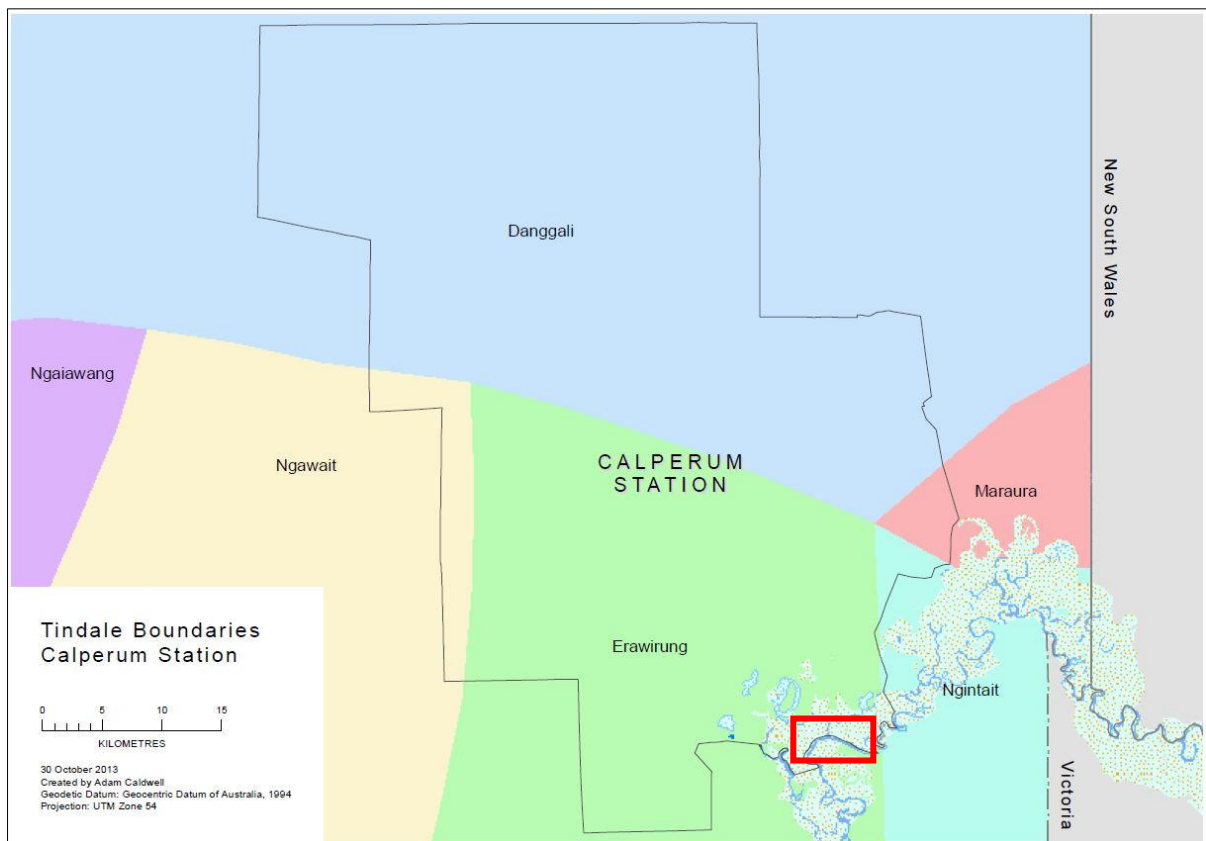 Danggali
New South Wales
Ngaiawang
Ngawait
CALPERUM
STATION
Maraura
Erawirung
Ngintait
Tindale Boundaries
Calperum Station
0 5 10 15
KILOMETRES
30 October 2013
Created by Adam Caldwell
Geodetic Datum: Geocentric Datum of Australia, 1994
Projection: UTM Zone 54
Victoria